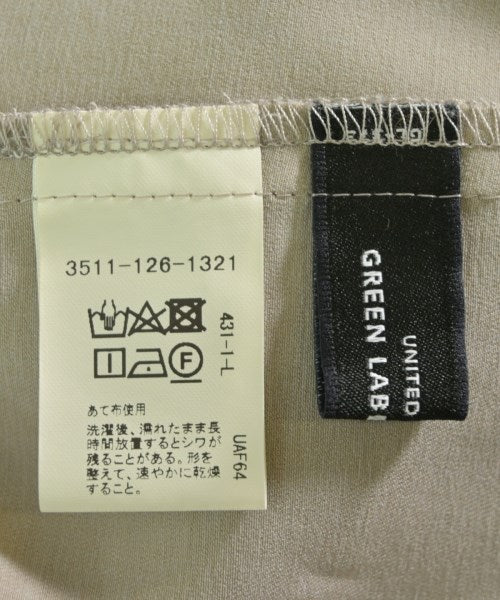 3511-126-1321
431-1-L
F
あて布使用
洗濯後、濡れたまま長
時間放置するとシワが
残ることがある。形を
整えて、速やかに乾燥
すること。
UAF64
UNITED
GREEN LAB